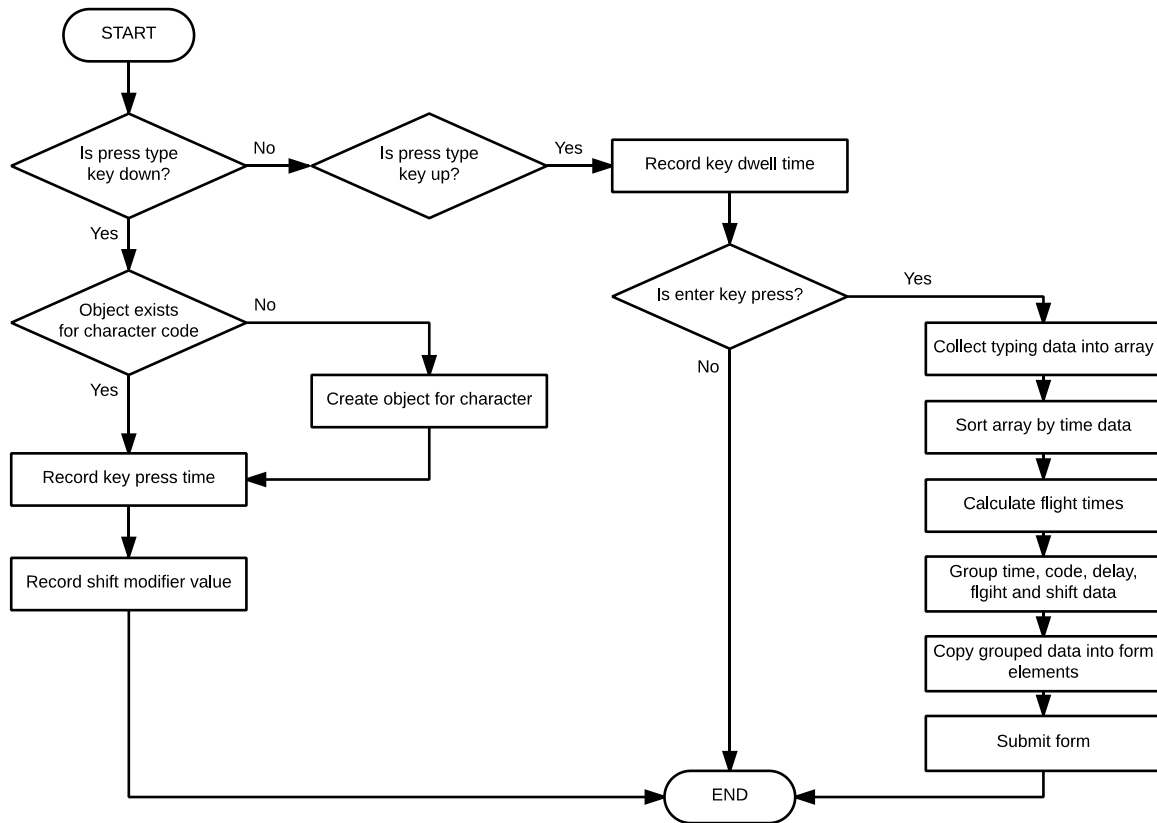 START
Is press type
key down?
No
Is press type
key up?
Yes
Record key dwell time
Yes
Is enter key press?
Yes
Object exists
for character code
No
No
Collect typing data into array
Yes
Create object for character
Sort array by time data
Record key press time
Calculate flight times
Record shift modifier value
Group time, code, delay,
flgiht and shift data
Copy grouped data into form
elements
Submit form
END